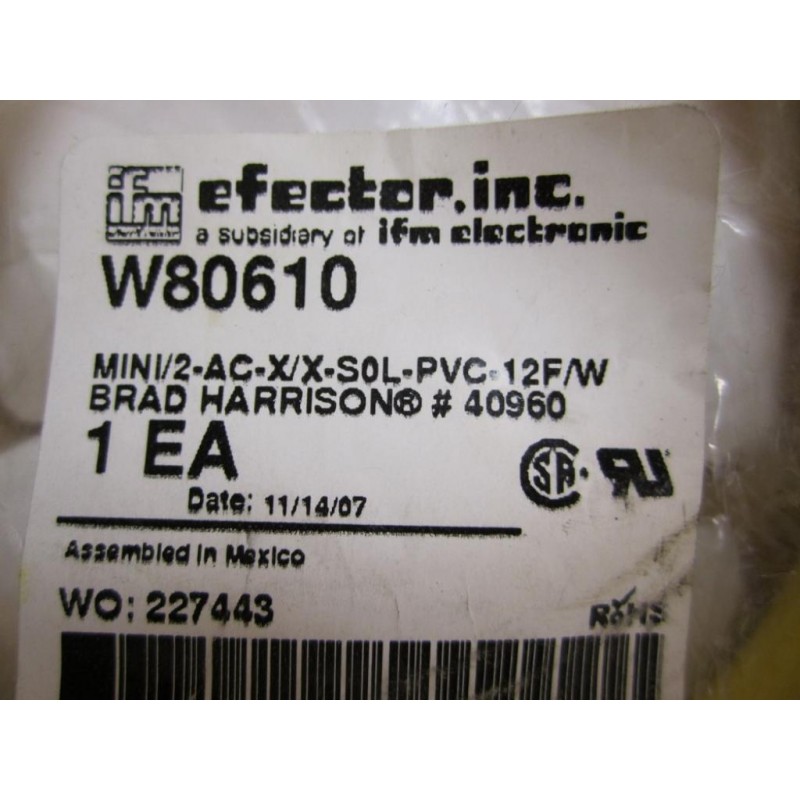 ifm efector, inc.
a subsidiary of ifm electronic
W80610
MINI/2-AC-X/X-S0L-PVC-12F/W
BRAD HARRISON® # 40960
1 EA
Date: 11/14/07
Assembled in Mexico
WO: 227443
RoHS